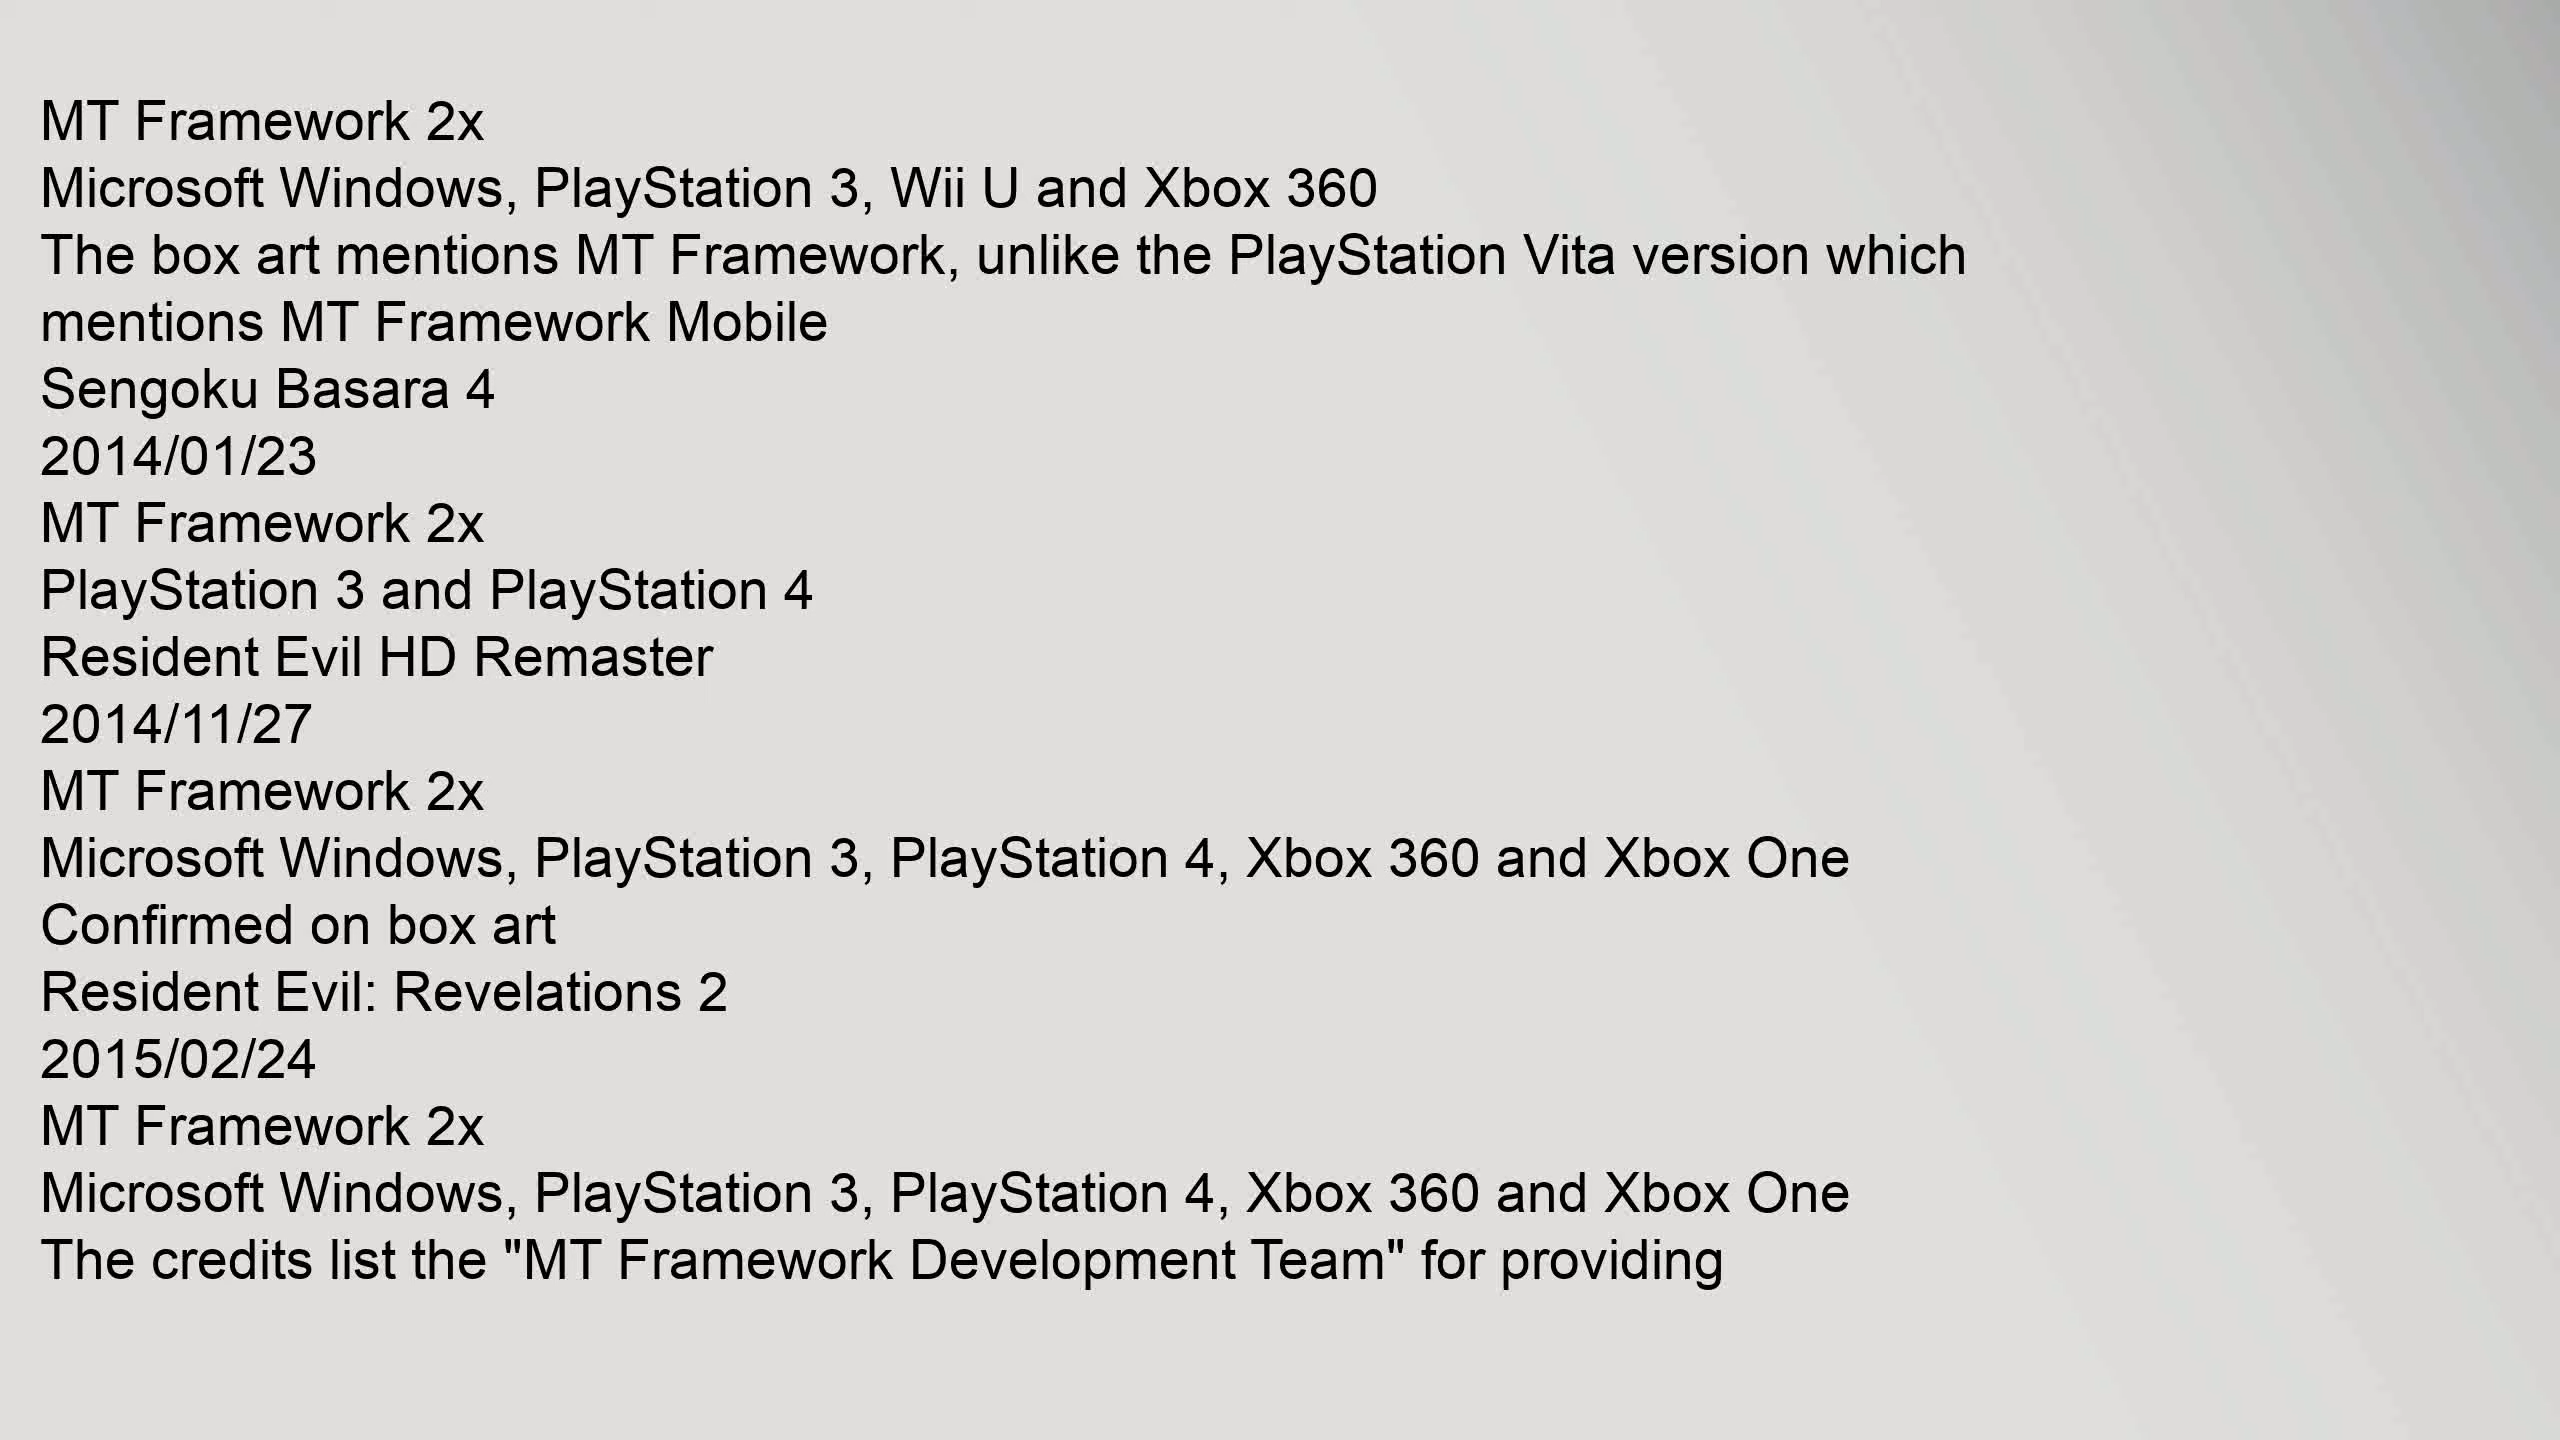 MT Framework 2x
Microsoft Windows, PlayStation 3, Wii U and Xbox 360
The box art mentions MT Framework, unlike the PlayStation Vita version which
mentions MT Framework Mobile
Sengoku Basara 4
2014/01/23
MT Framework 2x
PlayStation 3 and PlayStation 4
Resident Evil HD Remaster
2014/11/27
MT Framework 2x
Microsoft Windows, PlayStation 3, PlayStation 4, Xbox 360 and Xbox One
Confirmed on box art
Resident Evil: Revelations 2
2015/02/24
MT Framework 2x
Microsoft Windows, PlayStation 3, PlayStation 4, Xbox 360 and Xbox One
The credits list the "MT Framework Development Team" for providing